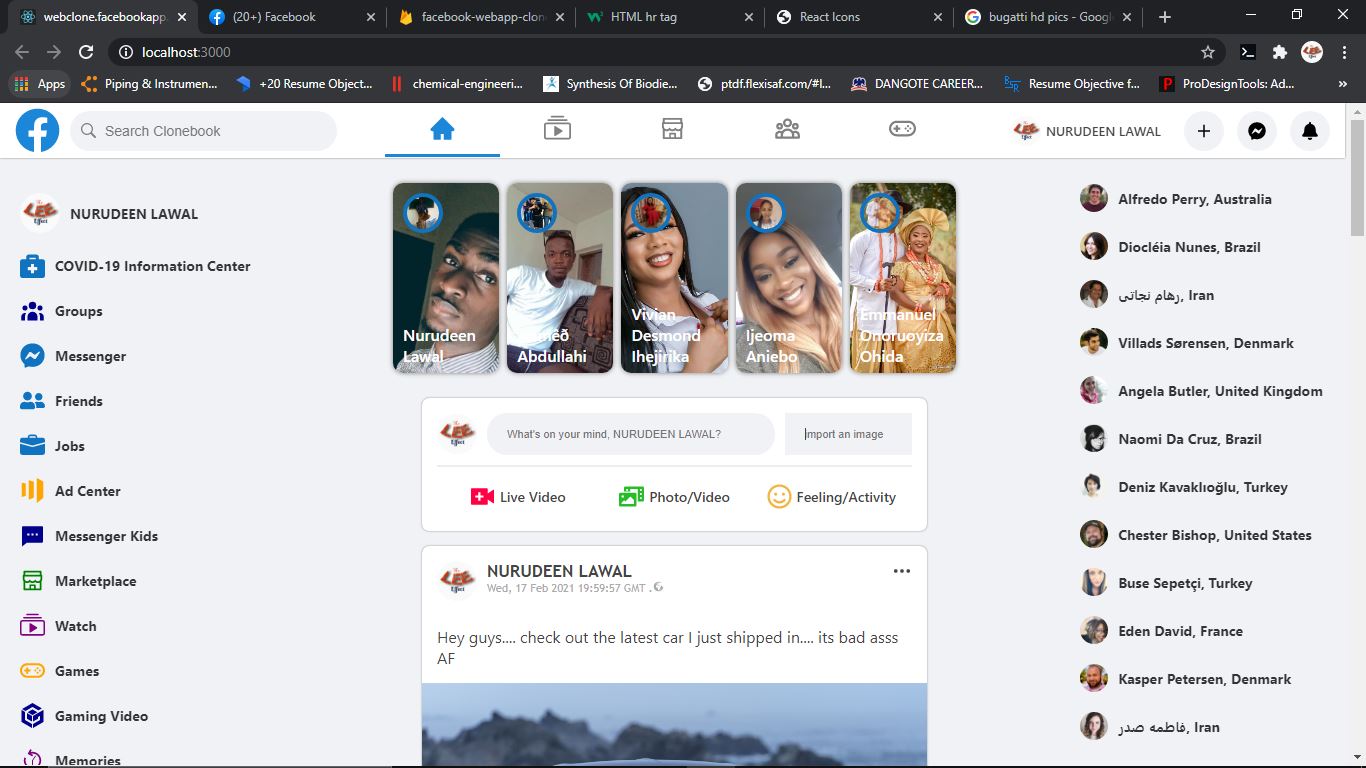 webclone.facebookapp.
(20+) Facebook
facebook-webapp-clon
HTML hr tag
React Icons
bugatti hd pics - Googl
localhost:3000
Apps
Piping & Instrumen...
+20 Resume Object...
chemical-engineeri...
Synthesis Of Biodie...
ptdf.flexisaf.com/#l...
DANGOTE CAREER...
Resume Objective f...
ProDesignTools: Ad...
»
Search Clonebook
NURUDEEN LAWAL
NURUDEEN LAWAL
COVID-19 Information Center
Groups
Messenger
Friends
Jobs
Ad Center
Messenger Kids
Marketplace
Watch
Games
Gaming Video
Memories
Nurudeen
Lawal
Abdullahi
Vivian
Desmond
Ihejirika
Ijeoma
Aniebo
Emmanuel
Onoruoyiza
Ohida
LEE
Effect
What's on your mind, NURUDEEN LAWAL?
Import an image
Live Video
Photo/Video
Feeling/Activity
NURUDEEN LAWAL
Wed, 17 Feb 2021 19:59:57 GMT .
Hey guys.... check out the latest car I just shipped in.... its bad asss
AF
Alfredo Perry, Australia
Diocléia Nunes, Brazil
رهام نجاتی, Iran
Villads Sørensen, Denmark
Angela Butler, United Kingdom
Naomi Da Cruz, Brazil
Deniz Kavaklıoğlu, Turkey
Chester Bishop, United States
Buse Sepetçi, Turkey
Eden David, France
Kasper Petersen, Denmark
فاطمه صدر, Iran